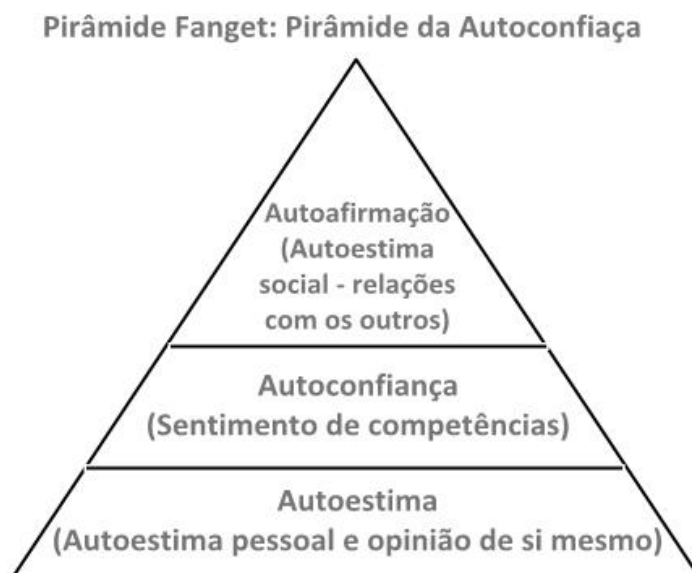 Pirâmide Fanget: Pirâmide da Autoconfiaça
Autoafirmação
(Autoestima
social - relações
com os outros)
Autoconfiança
(Sentimento de competências)
Autoestima
(Autoestima pessoal e opinião de si mesmo)